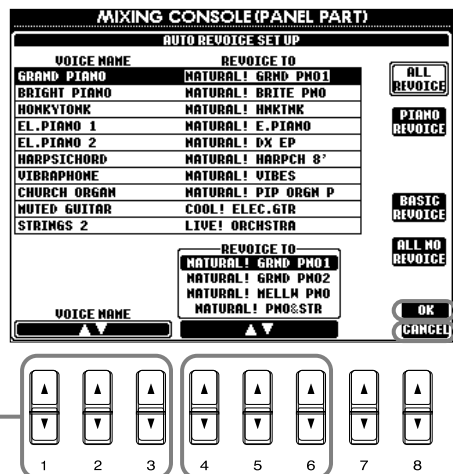 MIXING CONSOLE (PANEL PART)
AUTO REVOICE SET UP
VOICE NAME REVOICE TO
GRAND PIANO NATURAL! GRND PNO1
BRIGHT PIANO NATURAL! BRITE PNO
HONKYTONK NATURAL! HNKTNK
EL.PIANO 1 NATURAL! E.PIANO
EL.PIANO 2 NATURAL! DX EP
HARPSICHORD NATURAL! HARPCH 8'
VIBRAPHONE NATURAL! VIBES
CHURCH ORGAN NATURAL! PIP ORGN P
MUTED GUITAR COOL! ELEC.GTR
STRINGS 2 LIVE! ORCHSTRA
ALL
REVOICE
PIANO
REVOICE
BASIC
REVOICE
ALL NO
REVOICE
REVOICE TO
NATURAL! GRND PNO1
NATURAL! GRND PNO2
NATURAL! MELLW PNO
NATURAL! PNO&STR
VOICE NAME
OK
CANCEL
1 2 3 4 5 6 7 8